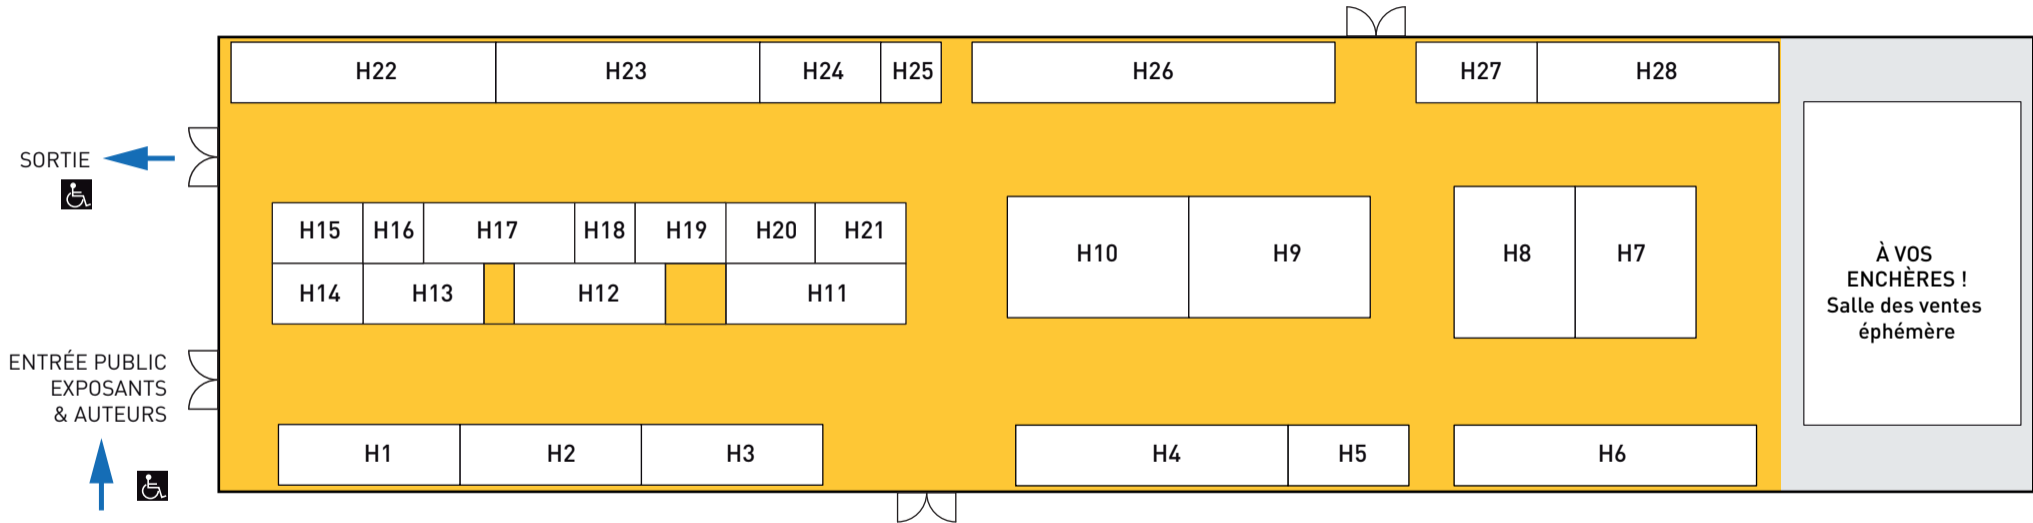 H22 H23 H24 H25 H26 H27 H28
SORTIE
H15 H16 H17 H18 H19 H20 H21
H10 H9 H8 H7
H14 H13 H12 H11
À VOS
ENCHÈRES !
Salle des ventes
éphémère
ENTRÉE PUBLIC
EXPOSANTS
& AUTEURS
H1 H2 H3 H4 H5 H6